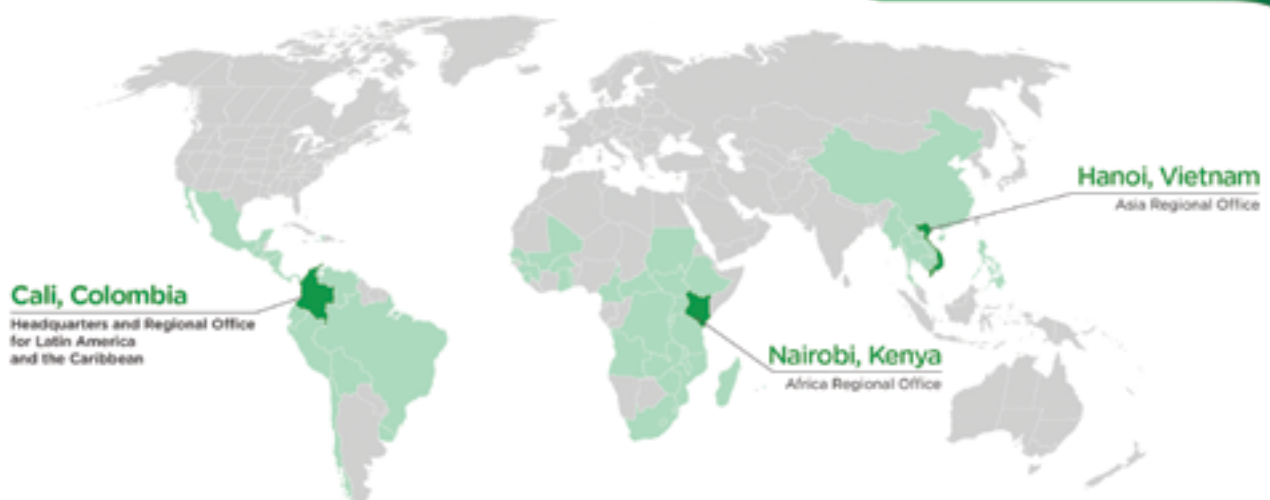 Hanoi, Vietnam
Asia Regional Office
Cali, Colombia
Headquarters and Regional Office
for Latin America
and the Caribbean
Nairobi, Kenya
Africa Regional Office